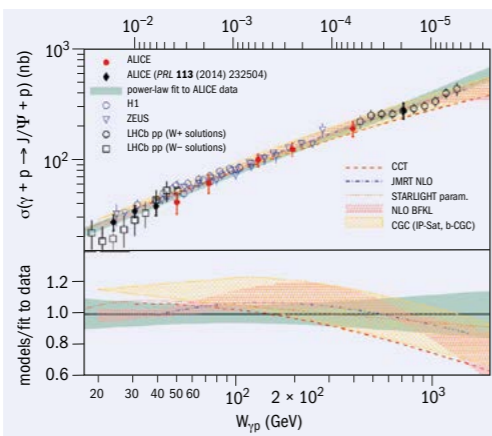 10⁻² 10⁻³ 10⁻⁴ 10⁻⁵
10³
σ(γ + p → J/Ψ + p) (nb)
10²
ALICE
ALICE (PRL 113 (2014) 232504)
power-law fit to ALICE data
H1
ZEUS
LHCb pp (W+ solutions)
LHCb pp (W− solutions)
CCT
JMRT NLO
STARLIGHT param.
NLO BFKL
CGC (IP-Sat, b-CGC)
models/fit to data
1.2
1.0
0.8
0.6
20 30 40 50 60 10² 2 × 10² 10³
Wγp (GeV)